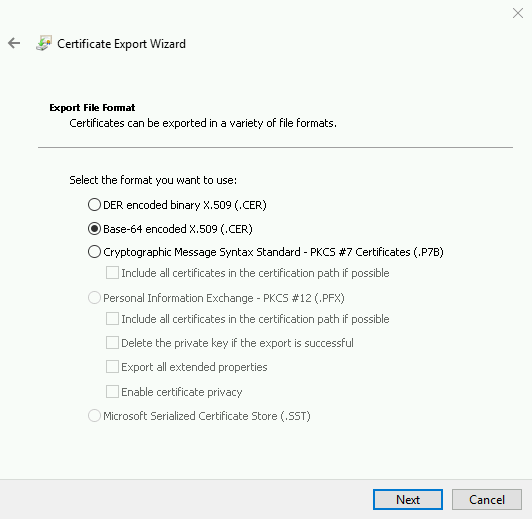 Certificate Export Wizard
Export File Format
Certificates can be exported in a variety of file formats.
Select the format you want to use:
DER encoded binary X.509 (.CER)
Base-64 encoded X.509 (.CER)
Cryptographic Message Syntax Standard - PKCS #7 Certificates (.P7B)
Include all certificates in the certification path if possible
Personal Information Exchange - PKCS #12 (.PFX)
Include all certificates in the certification path if possible
Delete the private key if the export is successful
Export all extended properties
Enable certificate privacy
Microsoft Serialized Certificate Store (.SST)
Next Cancel